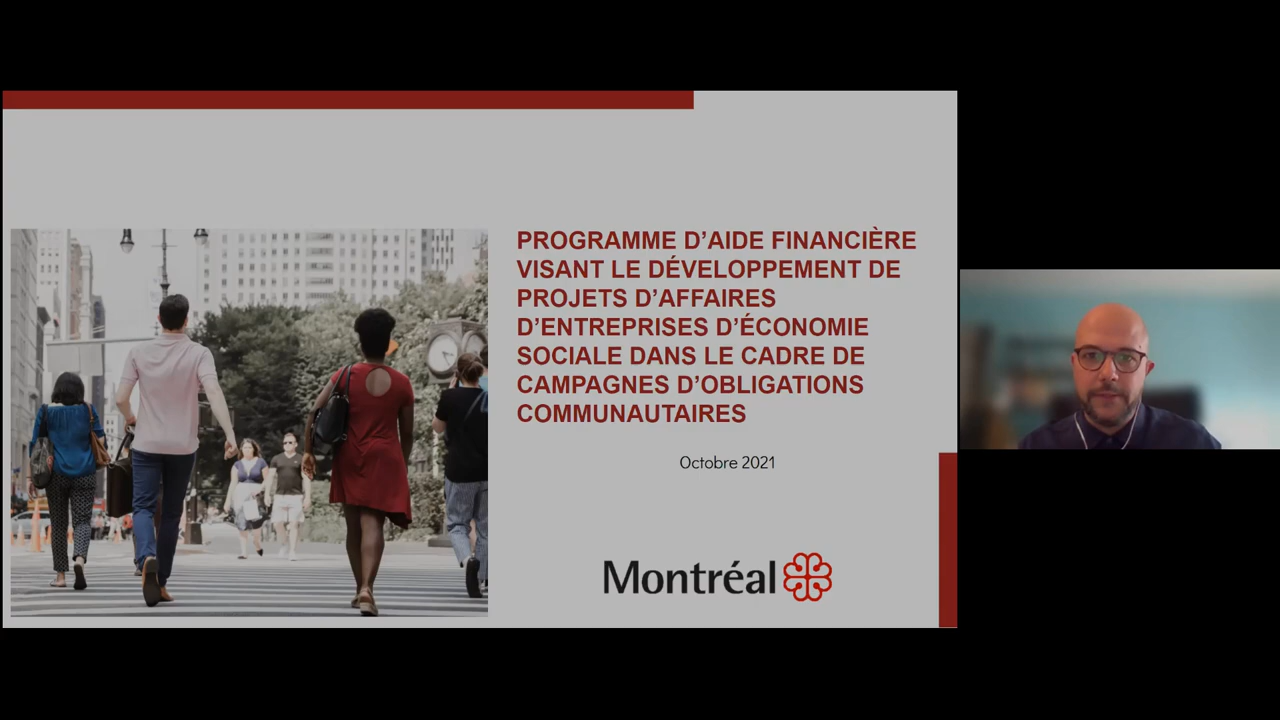 PROGRAMME D’AIDE FINANCIÈRE
VISANT LE DÉVELOPPEMENT DE
PROJETS D’AFFAIRES
D’ENTREPRISES D’ÉCONOMIE
SOCIALE DANS LE CADRE DE
CAMPAGNES D’OBLIGATIONS
COMMUNAUTAIRES
Octobre 2021
Montréal